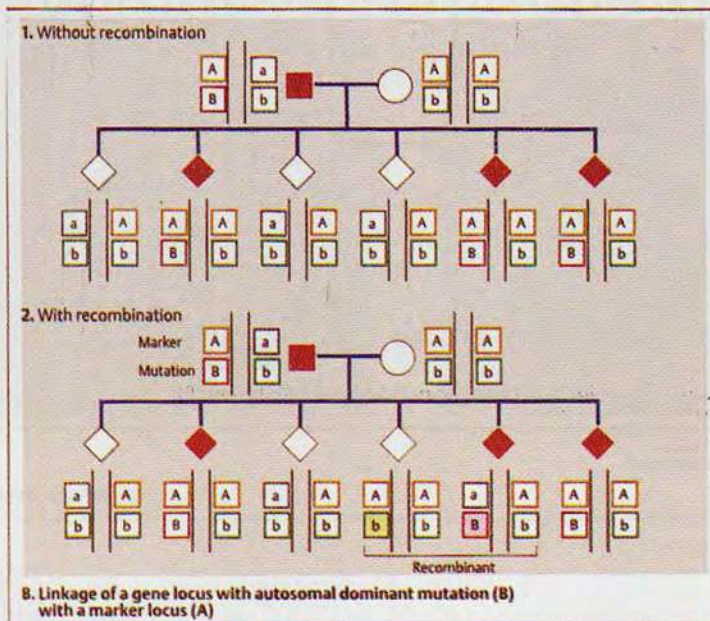 1. Without recombination
A a A A
B b b b
a A A A a A a A A A A A
b b B b b b b b B b B b
2. With recombination
Marker A a A A
Mutation B b b b
a A A A a A A A a A A A
b b B b b b b b B b B b
Recombinant
B. Linkage of a gene locus with autosomal dominant mutation (B)
with a marker locus (A)